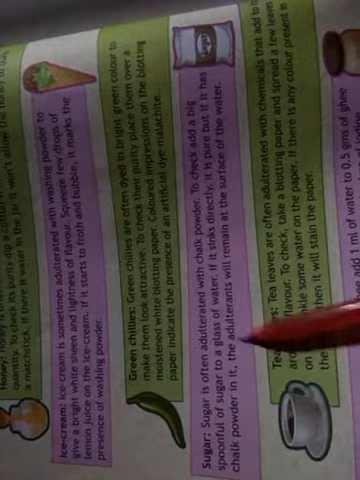 Honey: Honey is
quantity. To check its purity dip a cotton
a matchstick. If there is water in the jar it won't allow the honey to
Ice-cream: Ice-cream is sometimes adulterated with washing powder to
give a bright white sheen and lightness of flavour. Squeeze few drops of
lemon juice on the ice-cream. If it starts to froth and bubble, it marks the
presence of washing powder.
Green chillies: Green chillies are often dyed in bright green colour to
make them look attractive. To check their purity place them over a
moistened white blotting paper. Coloured impressions on the blotting
paper indicate the presence of an artificial dye-malachite.
Sugar: Sugar is often adulterated with chalk powder. To check add a big
spoonful of sugar to a glass of water. If it sinks directly, it is pure but if it has
chalk powder in it, the adulterants will remain at the surface of the water.
Tea leaves are often adulterated with chemicals that add to
flavour. To check, take a blotting paper and spread a few leaves
on some water on the paper. If there is any colour present in
the then it will stain the paper.
add 1 ml of water to 0.5 gms of ghee